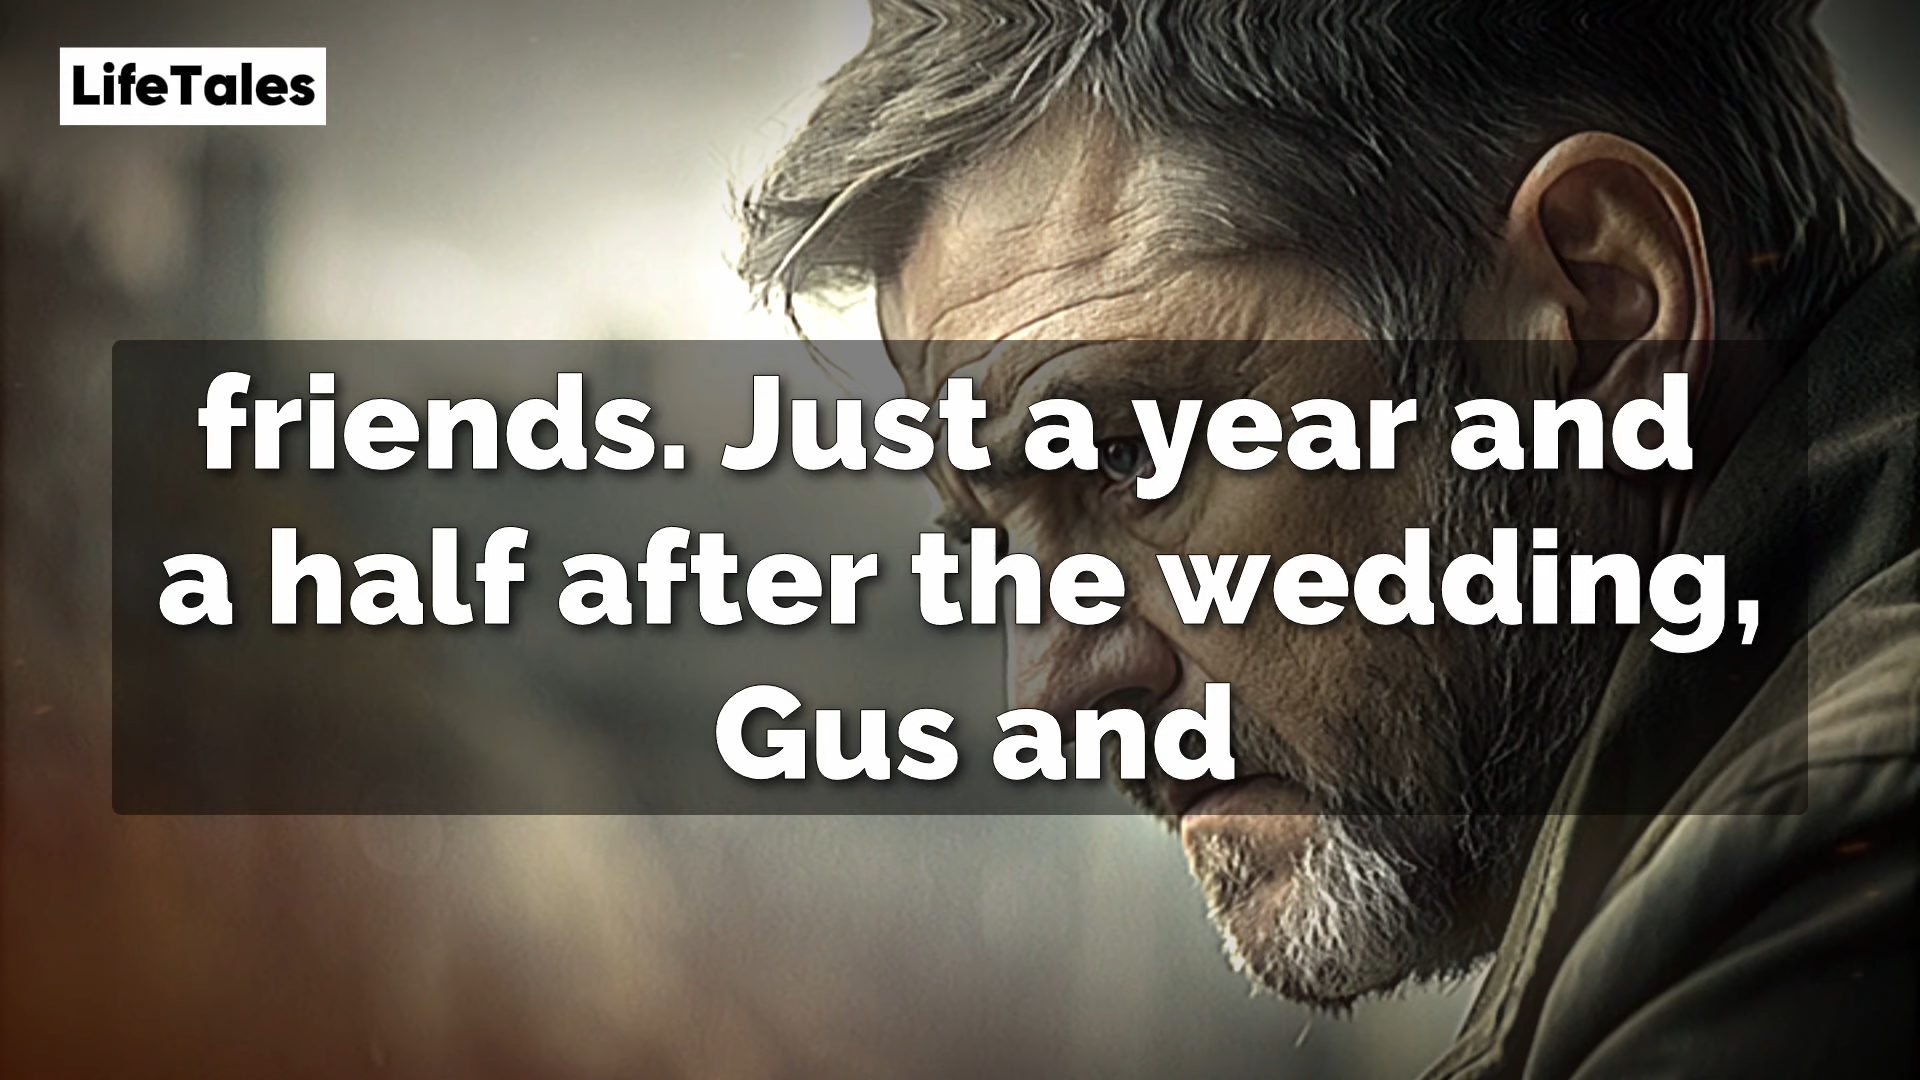 LifeTales
friends. Just a year and
a half after the wedding,
Gus and